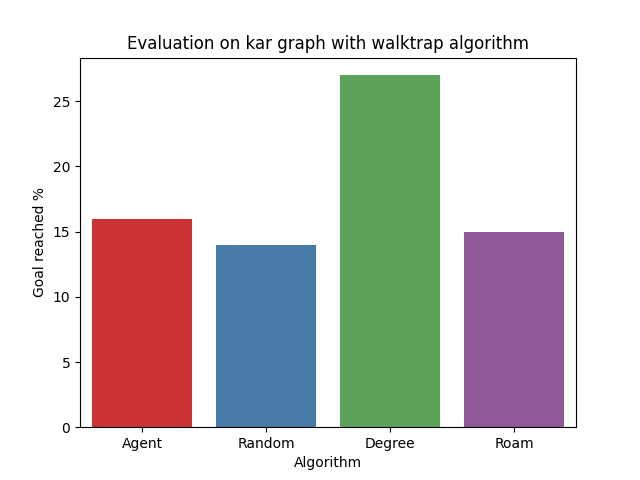 Evaluation on kar graph with walktrap algorithm
Goal reached %
25
20
15
10
5
0
Agent Random Degree Roam
Algorithm